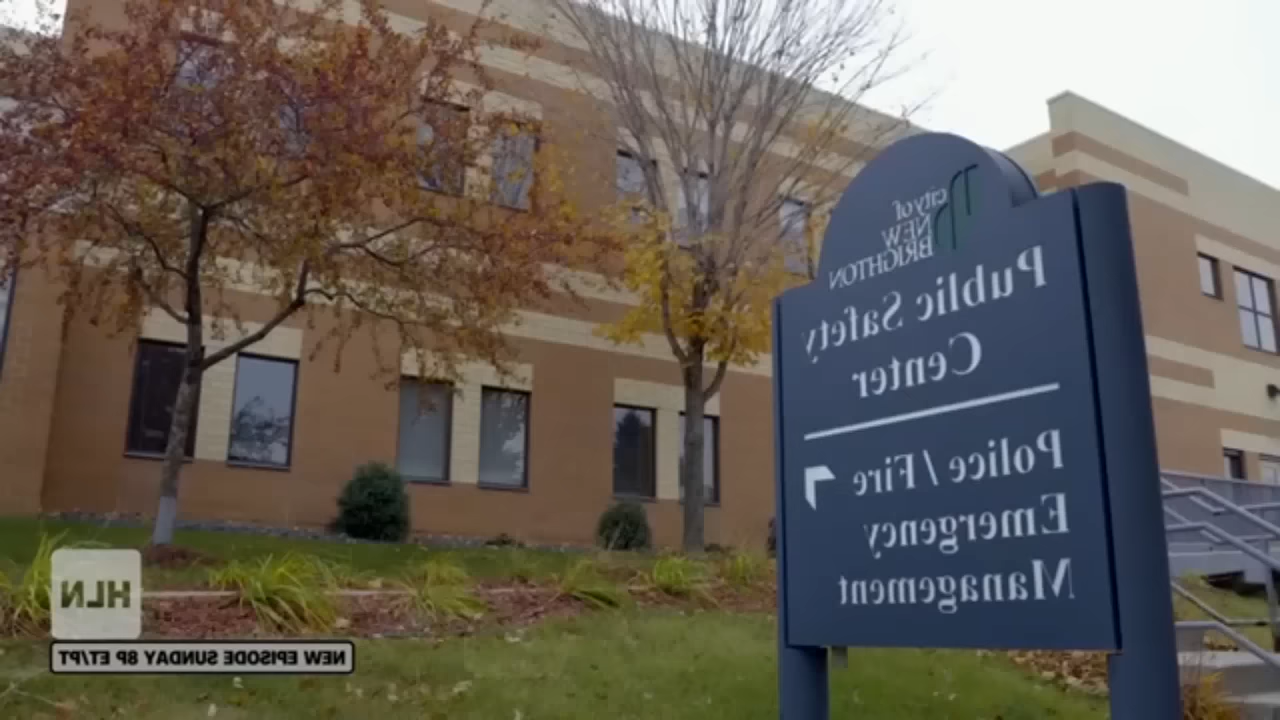 city of
NEW
BRIGHTON
Public Safety
Center
Police / Fire
Emergency
Management
HLN
NEW EPISODE SUNDAY 8P ET/PT